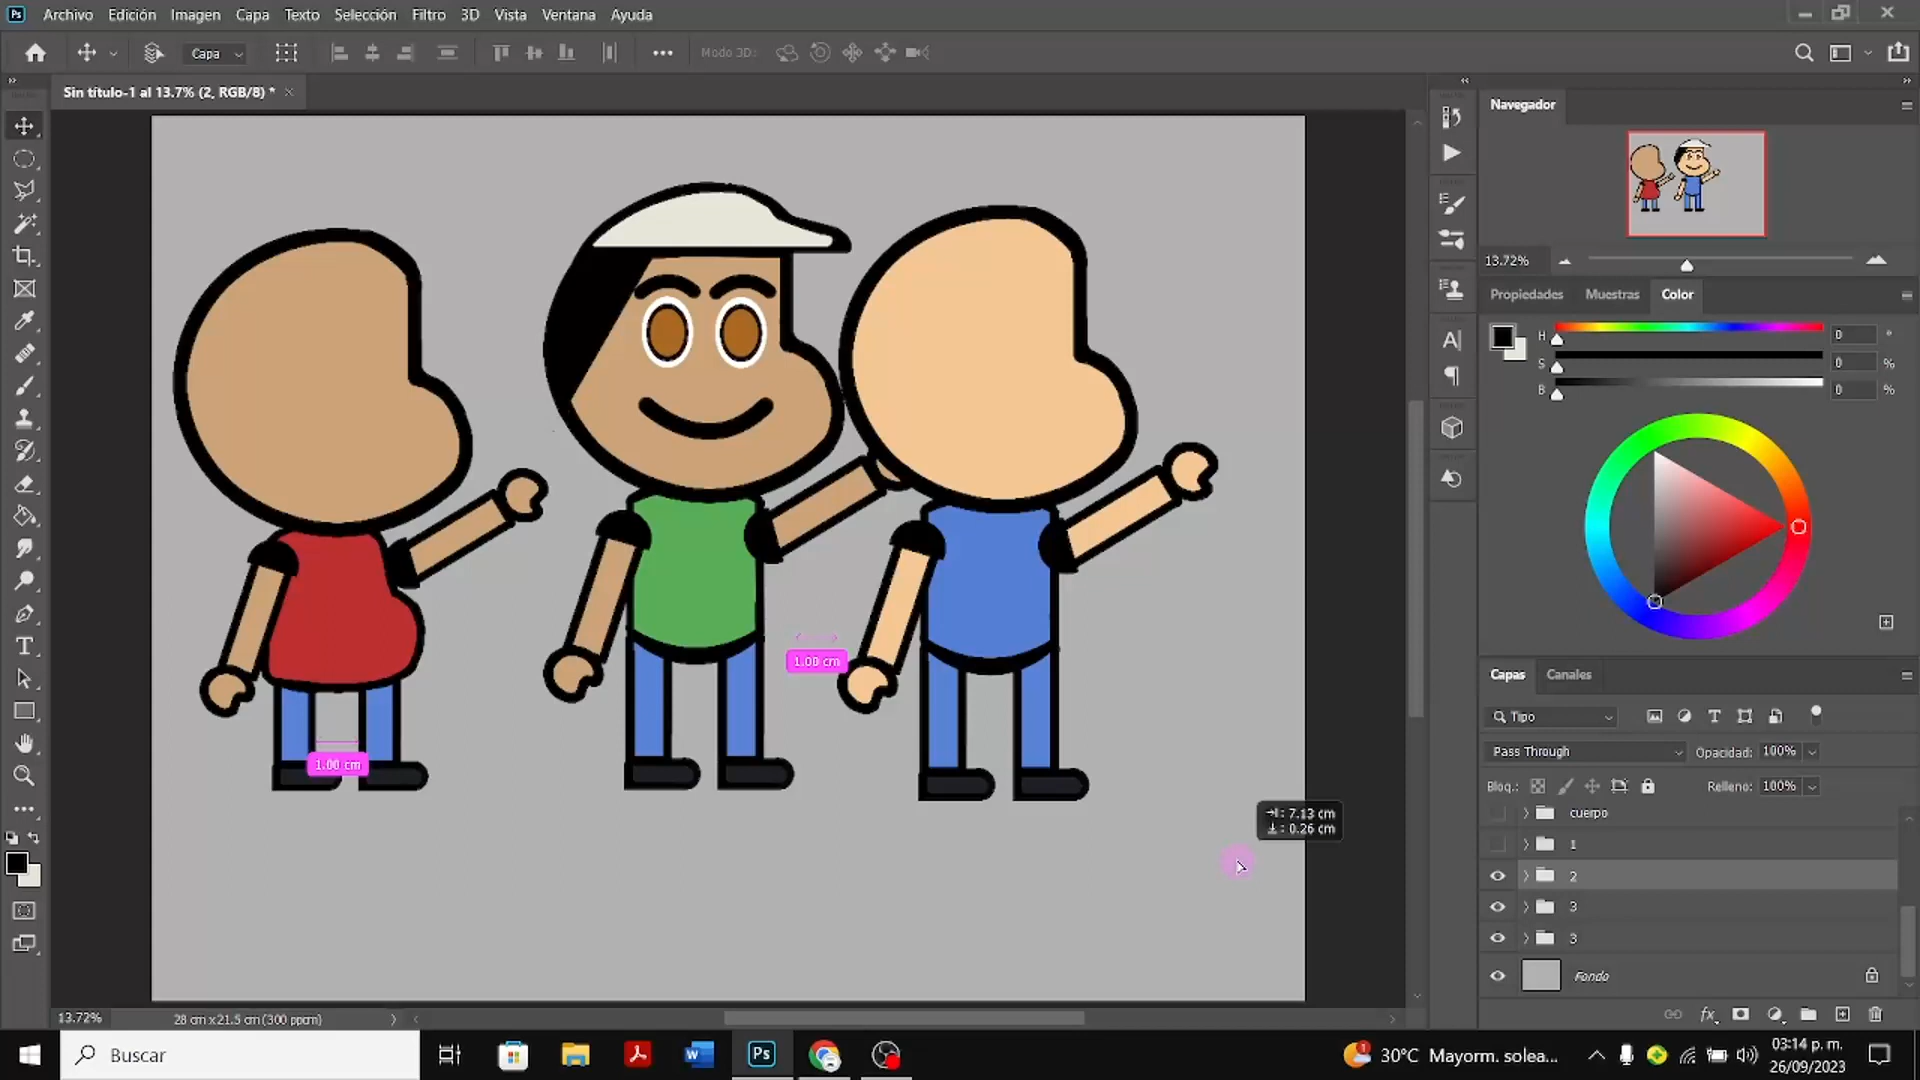 Ps Archivo Edición Imagen Capa Texto Selección Filtro 3D Vista Ventana Ayuda
Capa Modo 3D:
Sin título-1 al 13.7% (2, RGB/8) *
Navegador
13.72%
Propiedades Muestras Color
H 0 °
S 0 %
B 0 %
1.00 cm
1.00 cm
: 7.13 cm
: 0.26 cm
Capas Canales
Tipo
Pass Through Opacidad: 100%
Bloq.: Relleno: 100%
cuerpo
1
2
3
3
Fondo
13.72% 28 cm x 21.5 cm (300 ppcm)
Buscar
W
Ps
1
30°C Mayorm. solea...
03:14 p. m.
26/09/2023